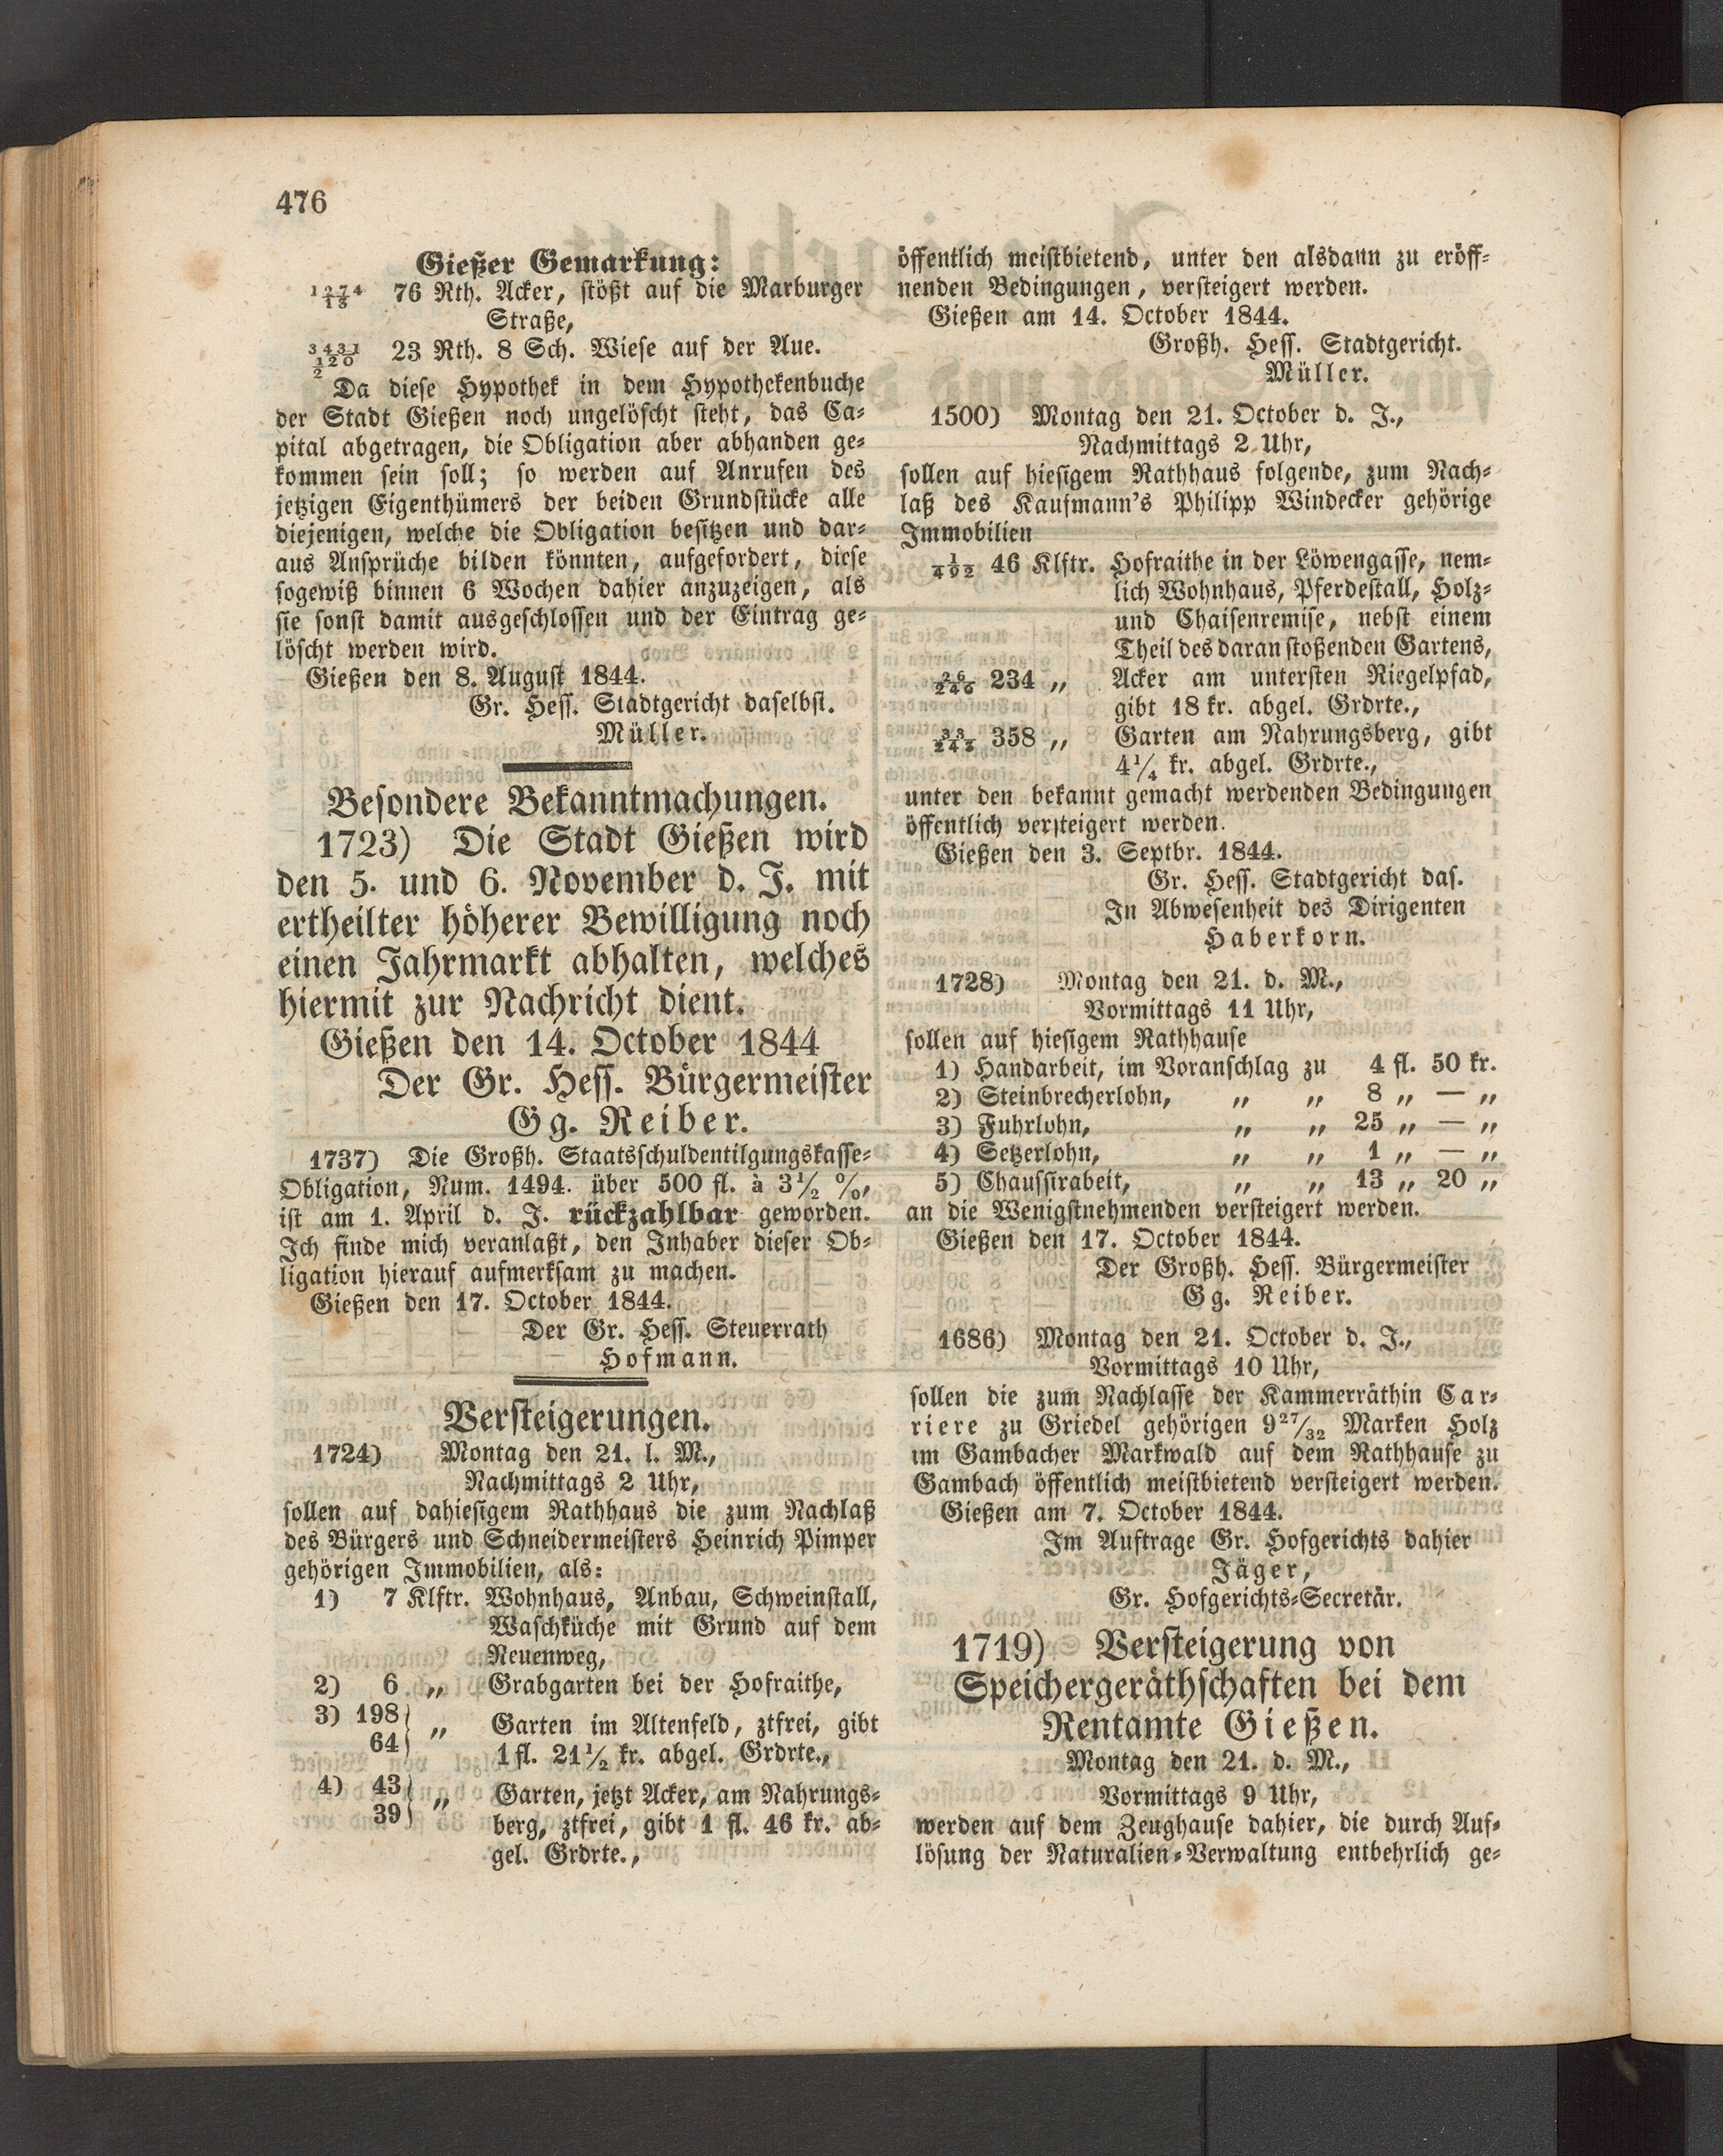 476
Gießer Gemarkung:
76 Rth. Acker, stößt auf die Marburger
Straße,
23 Rth. 8 Sch. Wiese auf der Aue.
Da diese Hypothek in dem Hypothekenbuche
der Stadt Gießen noch ungelöscht steht, das Ca-
pital abgetragen, die Obligation aber abhanden ge-
kommen sein soll; so werden auf Anrufen des
jetzigen Eigenthümers der beiden Grundstücke alle
diejenigen, welche die Obligation besitzen und dar-
aus Ansprüche bilden könnten, aufgefordert, diese
sogewiß binnen 6 Wochen dahier anzuzeigen, als
sie sonst damit ausgeschlossen und der Eintrag ge-
löscht werden wird.
Gießen den 8. August 1844.
Gr. Hess. Stadtgericht daselbst.
Müller.
Besondere Bekanntmachungen.
1723) Die Stadt Gießen wird
den 5. und 6. November d. J. mit
ertheilter höherer Bewilligung noch
einen Jahrmarkt abhalten, welches
hiermit zur Nachricht dient.
Gießen den 14. October 1844
Der Gr. Hess. Bürgermeister
Gg. Reiber.
1737) Die Großh. Staatsschuldentilgungskasse-
Obligation, Num. 1494. über 500 fl. à 3½ %,
ist am 1. April d. J. rückzahlbar geworden.
Ich finde mich veranlaßt, den Inhaber dieser Ob-
ligation hierauf aufmerksam zu machen.
Gießen den 17. October 1844.
Der Gr. Hess. Steuerrath
Hofmann.
Versteigerungen.
1724) Montag den 21. l. M.,
Nachmittags 2 Uhr,
sollen auf dahiesigem Rathhaus die zum Nachlaß
des Bürgers und Schneidermeisters Heinrich Pimper
gehörigen Immobilien, als:
1) 7 Klftr. Wohnhaus, Anbau, Schweinstall,
Waschküche mit Grund auf dem
Neuenweg,
2) 6 „ Grabgarten bei der Hofraithe,
3) 198 64 „ Garten im Altenfeld, ztfrei, gibt
1 fl. 21½ kr. abgel. Grdrte.,
4) 43 39 „ Garten, jetzt Acker, am Nahrungs-
berg, ztfrei, gibt 1 fl. 46 kr. ab-
gel. Grdrte.,
öffentlich meistbietend, unter den alsdann zu eröff-
nenden Bedingungen, versteigert werden.
Gießen am 14. October 1844.
Großh. Hess. Stadtgericht.
Müller.
1500) Montag den 21. October d. J.,
Nachmittags 2 Uhr,
sollen auf hiesigem Rathhaus folgende, zum Nach-
laß des Kaufmann's Philipp Windecker gehörige
Immobilien
46 Klftr. Hofraithe in der Löwengasse, nem-
lich Wohnhaus, Pferdestall, Holz-
und Chaisenremise, nebst einem
Theil des daran stoßenden Gartens,
234 „ Acker am untersten Riegelpfad,
gibt 18 kr. abgel. Grdrte.,
358 „ Garten am Nahrungsberg, gibt
4¼ kr. abgel. Grdrte.,
unter den bekannt gemacht werdenden Bedingungen
öffentlich versteigert werden.
Gießen den 3. Septbr. 1844.
Gr. Hess. Stadtgericht das.
In Abwesenheit des Dirigenten
Haberkorn.
1728) Montag den 21. d. M.,
Vormittags 11 Uhr,
sollen auf hiesigem Rathhause
1) Handarbeit, im Voranschlag zu 4 fl. 50 kr.
2) Steinbrecherlohn, „ „ 8 „ — „
3) Fuhrlohn, „ „ 25 „ — „
4) Setzerlohn, „ „ 1 „ — „
5) Chaussirabeit, „ „ 13 „ 20 „
an die Wenigstnehmenden versteigert werden.
Gießen den 17. October 1844.
Der Großh. Hess. Bürgermeister
Gg. Reiber.
1686) Montag den 21. October d. J.,
Vormittags 10 Uhr,
sollen die zum Nachlasse der Kammerräthin Car-
riere zu Griedel gehörigen 9 27/32 Marken Holz
im Gambacher Markwald auf dem Rathhause zu
Gambach öffentlich meistbietend versteigert werden.
Gießen am 7. October 1844.
Im Auftrage Gr. Hofgerichts dahier
Jäger,
Gr. Hofgerichts-Secretär.
1719) Versteigerung von
Speichergeräthschaften bei dem
Rentamte Gießen.
Montag den 21. d. M.,
Vormittags 9 Uhr,
werden auf dem Zeughause dahier, die durch Auf-
lösung der Naturalien-Verwaltung entbehrlich ge-